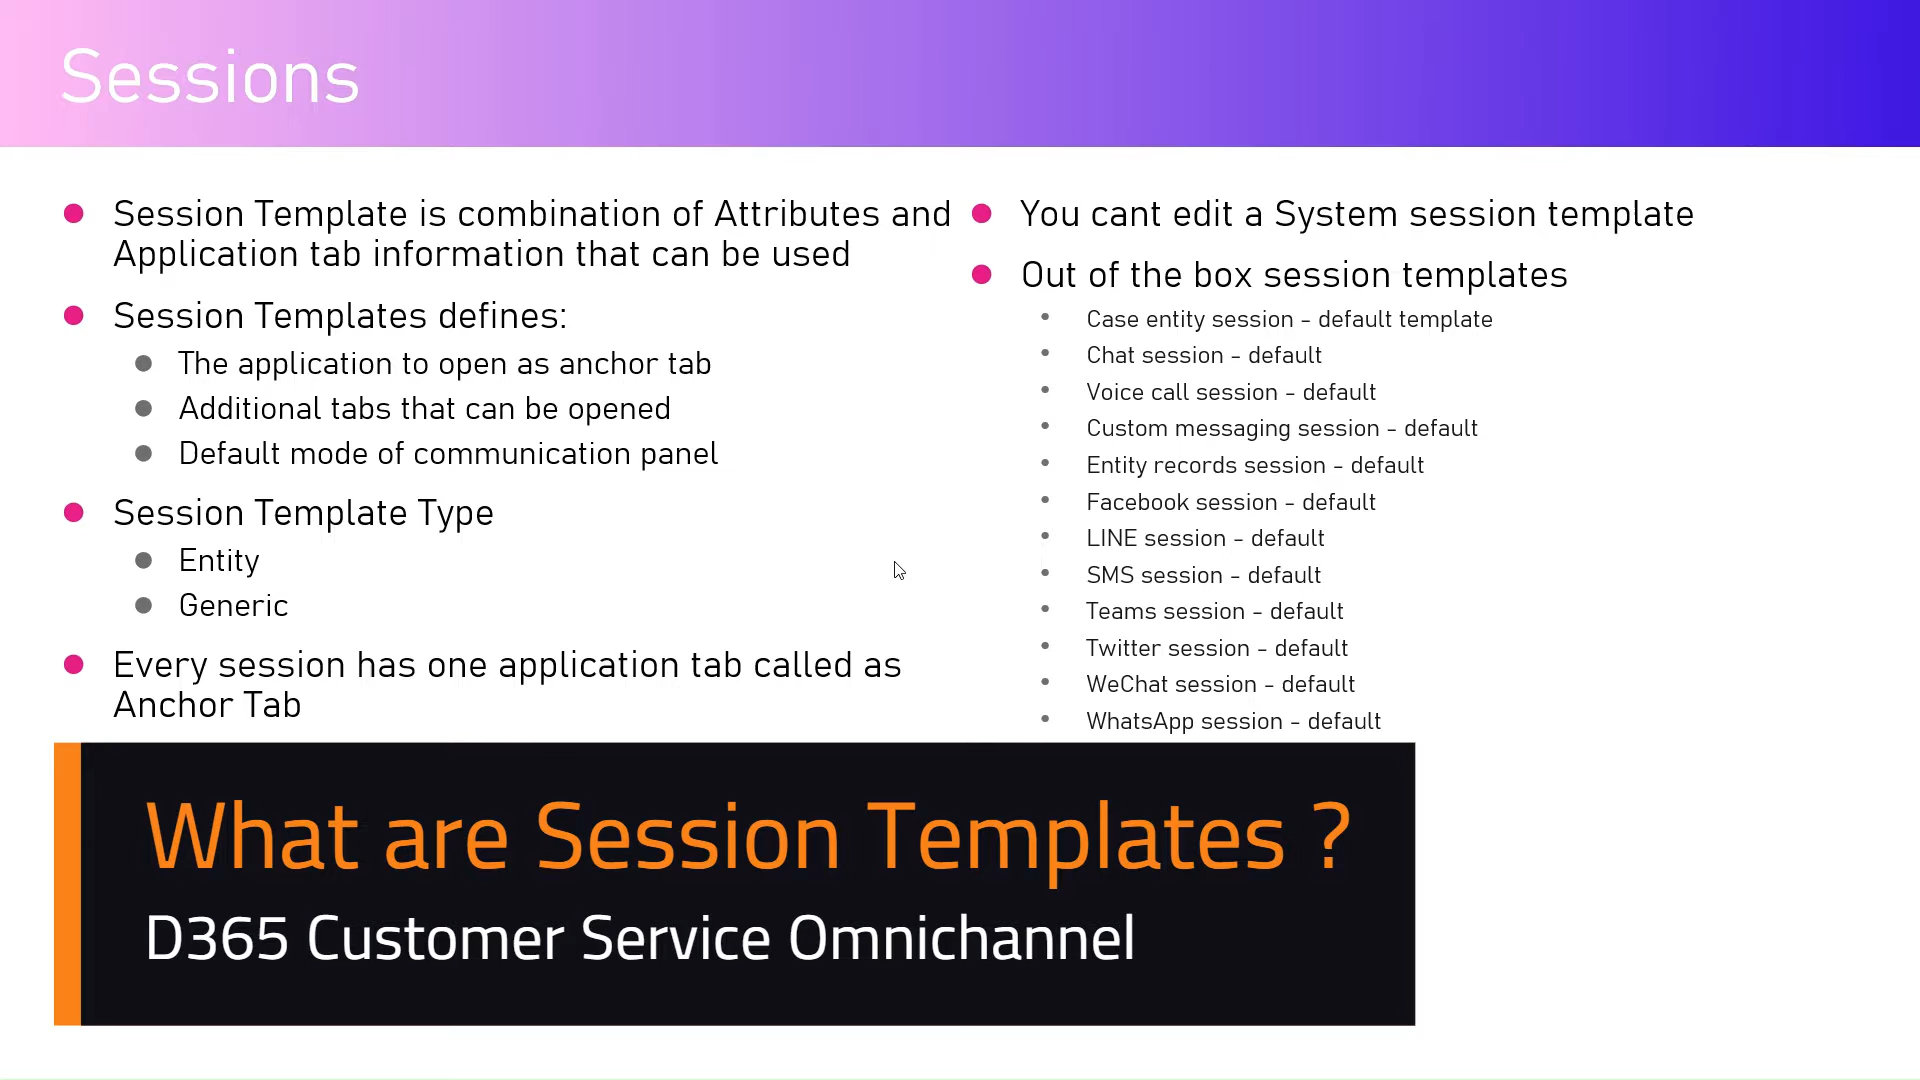 Sessions
Session Template is combination of Attributes and
Application tab information that can be used
Session Templates defines:
The application to open as anchor tab
Additional tabs that can be opened
Default mode of communication panel
Session Template Type
Entity
Generic
Every session has one application tab called as
Anchor Tab
You cant edit a System session template
Out of the box session templates
Case entity session - default template
Chat session - default
Voice call session - default
Custom messaging session - default
Entity records session - default
Facebook session - default
LINE session - default
SMS session - default
Teams session - default
Twitter session - default
WeChat session - default
WhatsApp session - default
What are Session Templates ?
D365 Customer Service Omnichannel